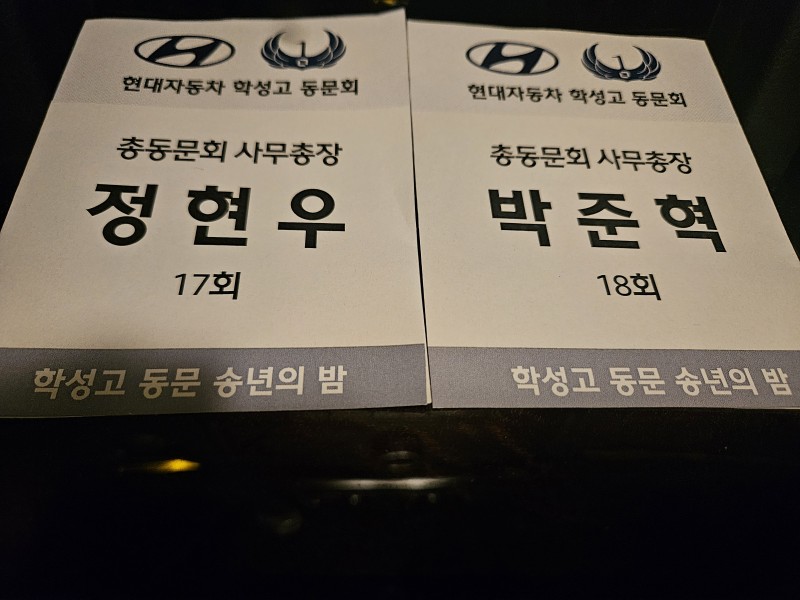 현대자동차 학성고 동문회
총동문회 사무총장
정현우
17회
학성고 동문 송년의 밤
현대자동차 학성고 동문회
총동문회 사무총장
박준혁
18회
학성고 동문 송년의 밤